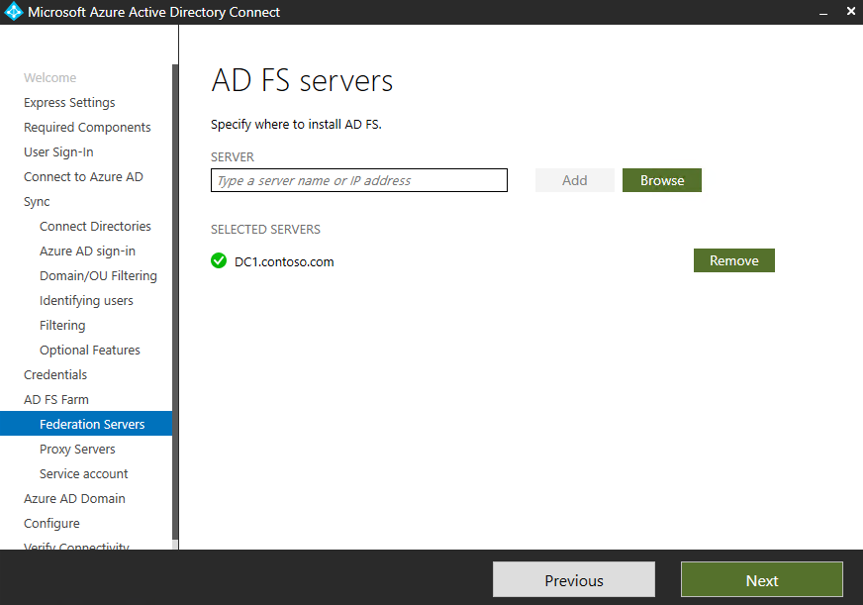 Microsoft Azure Active Directory Connect
Welcome
Express Settings
Required Components
User Sign-In
Connect to Azure AD
Sync
Connect Directories
Azure AD sign-in
Domain/OU Filtering
Identifying users
Filtering
Optional Features
Credentials
AD FS Farm
Federation Servers
Proxy Servers
Service account
Azure AD Domain
Configure
Verify Connectivity
AD FS servers
Specify where to install AD FS.
SERVER
Type a server name or IP address
Add
Browse
SELECTED SERVERS
DC1.contoso.com
Remove
Previous
Next